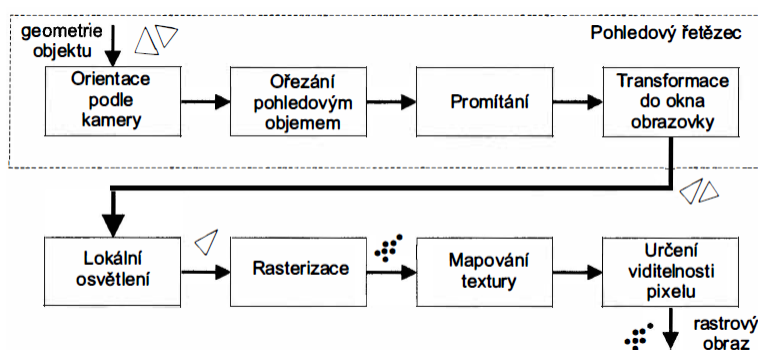 geometrie
objektu
Pohledový řetězec
Orientace
podle
kamery
Ořezání
pohledovým
objemem
Promítání
Transformace
do okna
obrazovky
Lokální
osvětlení
Rasterizace
Mapování
textury
Určení
viditelnosti
pixelu
rastrový
obraz